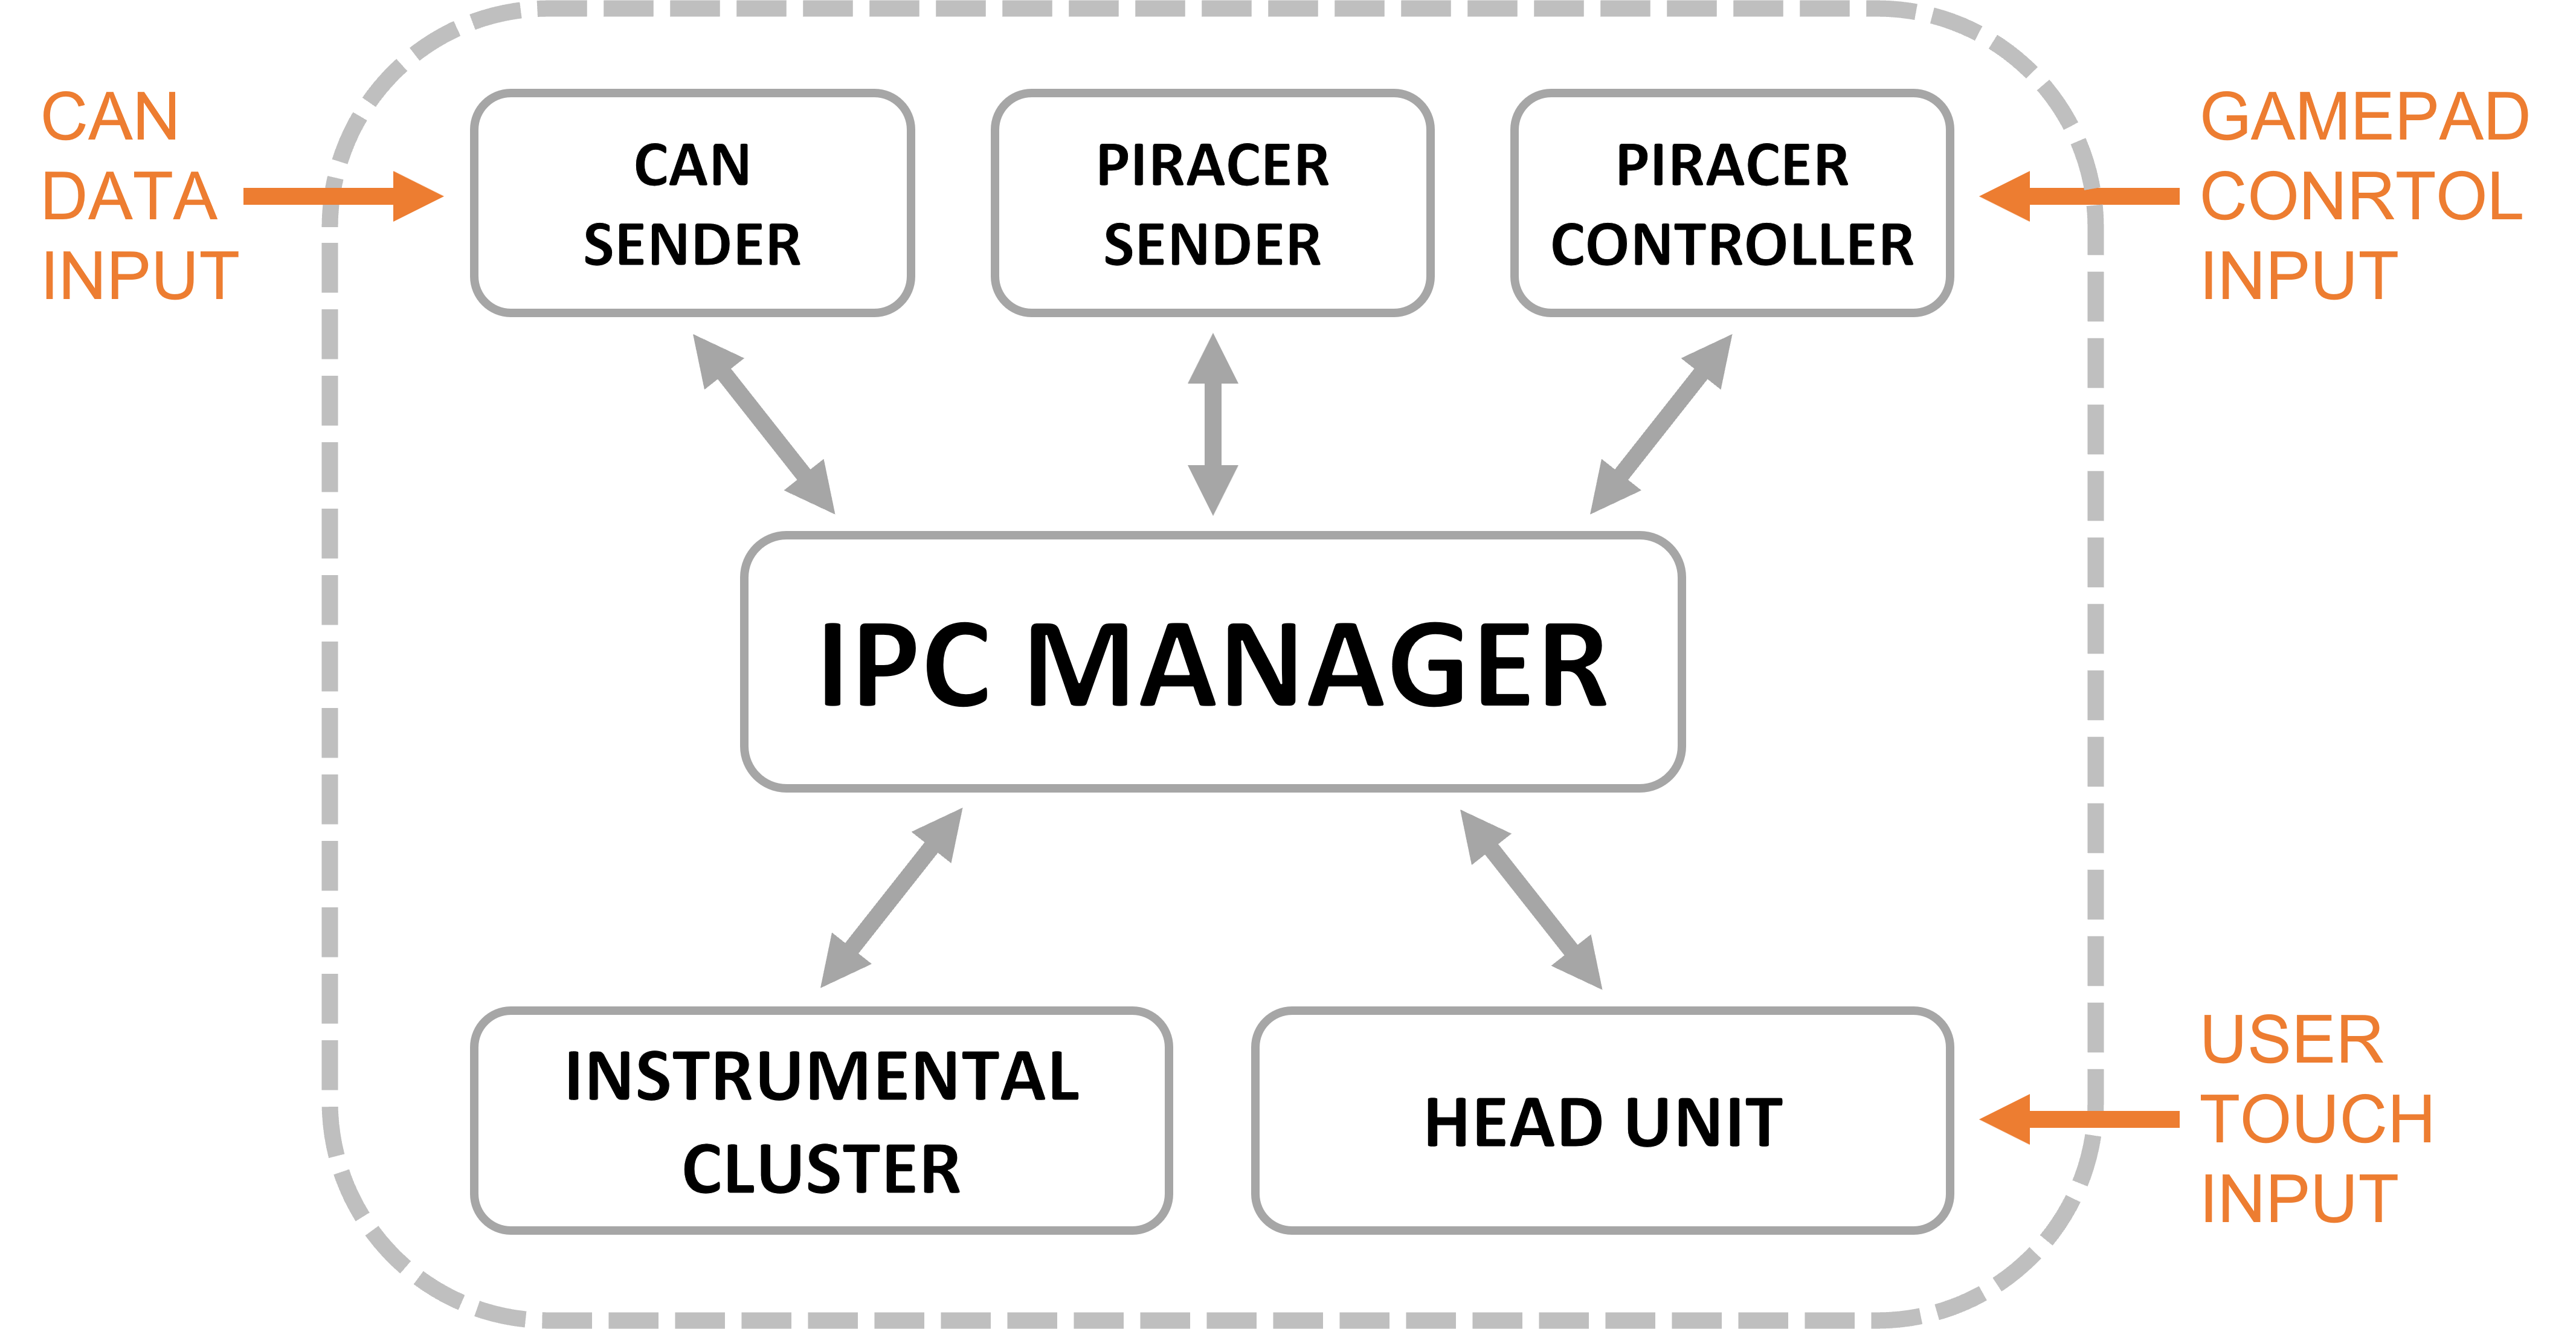 CAN
DATA
INPUT
CAN
SENDER
PIRACER
SENDER
PIRACER
CONTROLLER
GAMEPAD
CONRTOL
INPUT
IPC MANAGER
INSTRUMENTAL
CLUSTER
HEAD UNIT
USER
TOUCH
INPUT